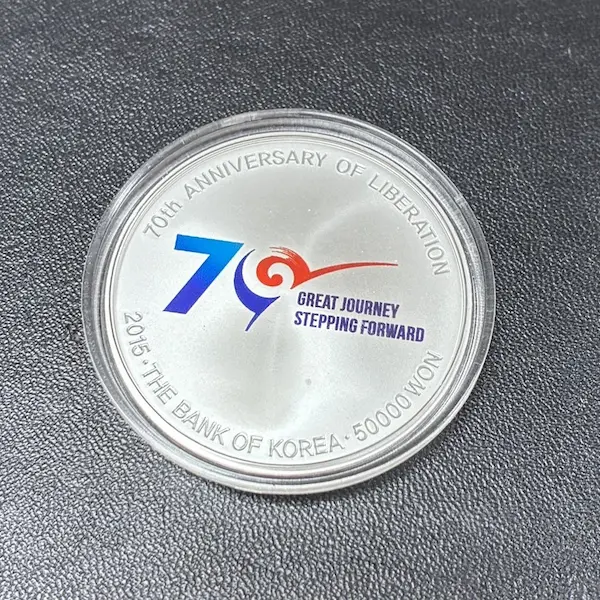 70th ANNIVERSARY OF LIBERATION
70
GREAT JOURNEY
STEPPING FORWARD
2015·THE BANK OF KOREA·50000 WON